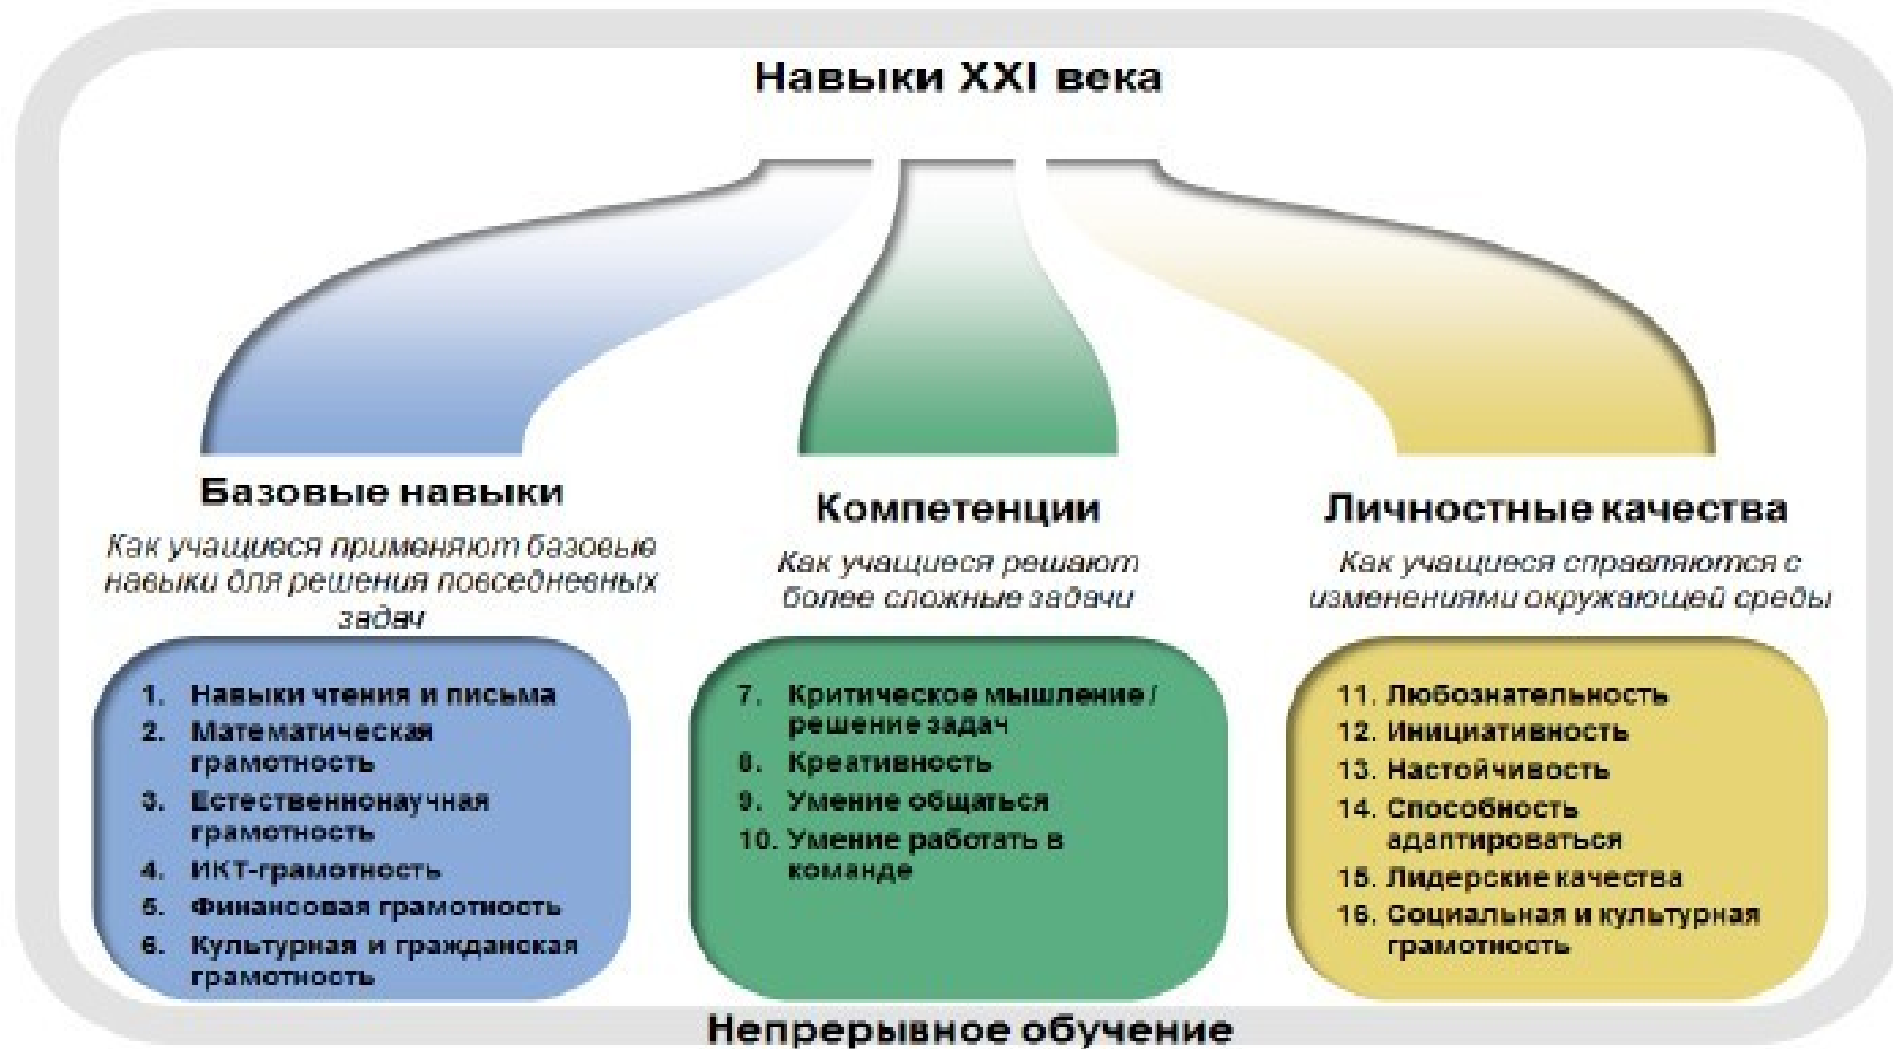 Навыки XXI века
Базовые навыки
Как учащиеся применяют базовые
навыки для решения повседневных
задач
1. Навыки чтения и письма
2. Математическая
грамотность
3. Естественнонаучная
грамотность
4. ИКТ-грамотность
5. Финансовая грамотность
6. Культурная и гражданская
грамотность
Компетенции
Как учащиеся решают
более сложные задачи
7. Критическое мышление /
решение задач
8. Креативность
9. Умение общаться
10. Умение работать в
команде
Личностные качества
Как учащиеся справляются с
изменениями окружающей среды
11. Любознательность
12. Инициативность
13. Настойчивость
14. Способность
адаптироваться
15. Лидерские качества
16. Социальная и культурная
грамотность
Непрерывное обучение